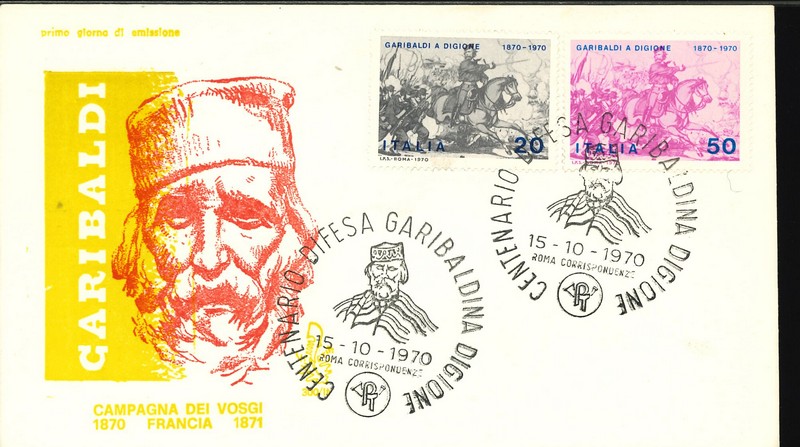 primo giorno di emissione
GARIBALDI
CAMPAGNA DEI VOSGI
1870 FRANCIA 1871
GARIBALDI A DIGIONE 1870-1970
ITALIA 20
I.P.S.-ROMA-1970
GARIBALDI A DIGIONE 1870-1970
ITALIA 50
CENTENARIO DIFESA GARIBALDINA DIGIONE
15-10-1970
ROMA CORRISPONDENZE
PT
CENTENARIO DIFESA GARIBALDINA DIGIONE
15-10-1970
ROMA CORRISPONDENZE
PT